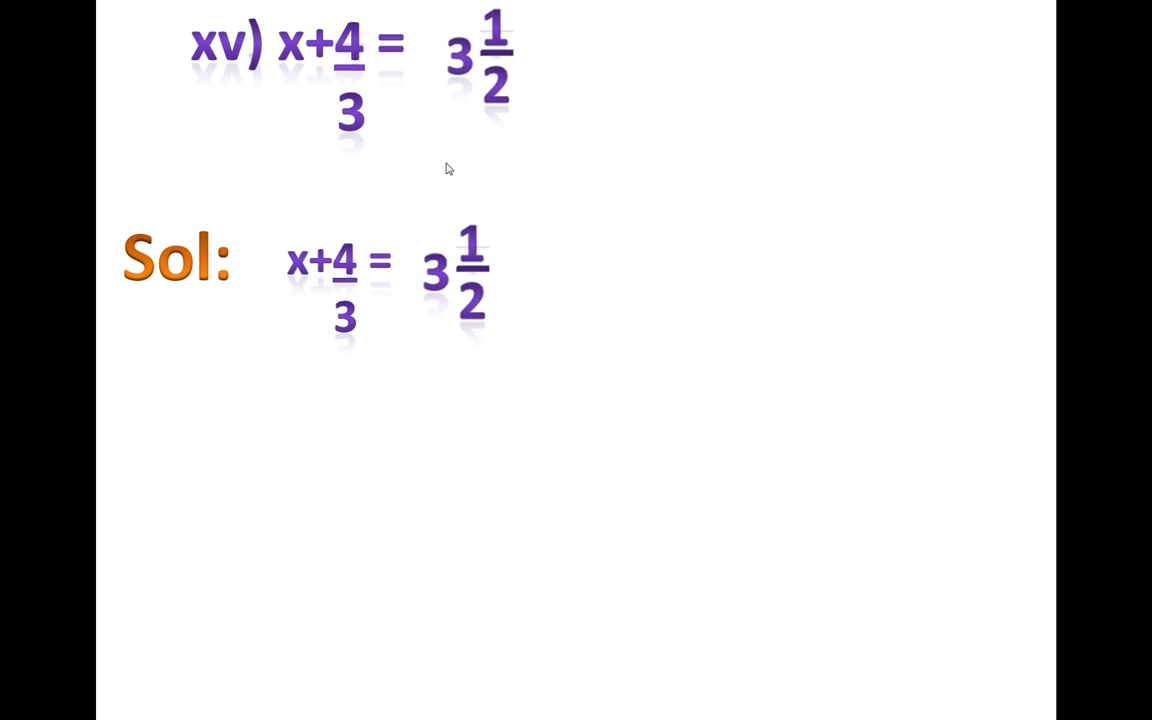 xv) x+4/3 = 3 1/2
Sol: x+4/3 = 3 1/2